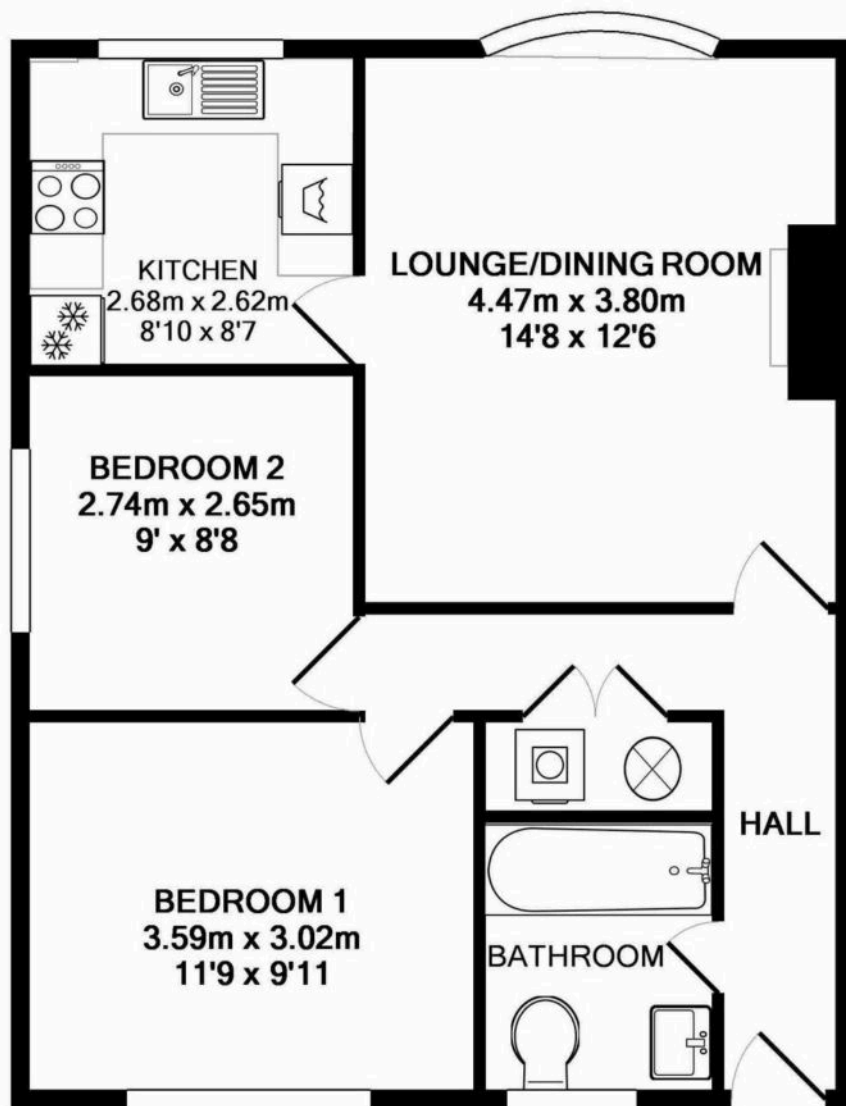 KITCHEN
2.68m x 2.62m
8'10 x 8'7
LOUNGE/DINING ROOM
4.47m x 3.80m
14'8 x 12'6
BEDROOM 2
2.74m x 2.65m
9' x 8'8
HALL
BEDROOM 1
3.59m x 3.02m
11'9 x 9'11
BATHROOM